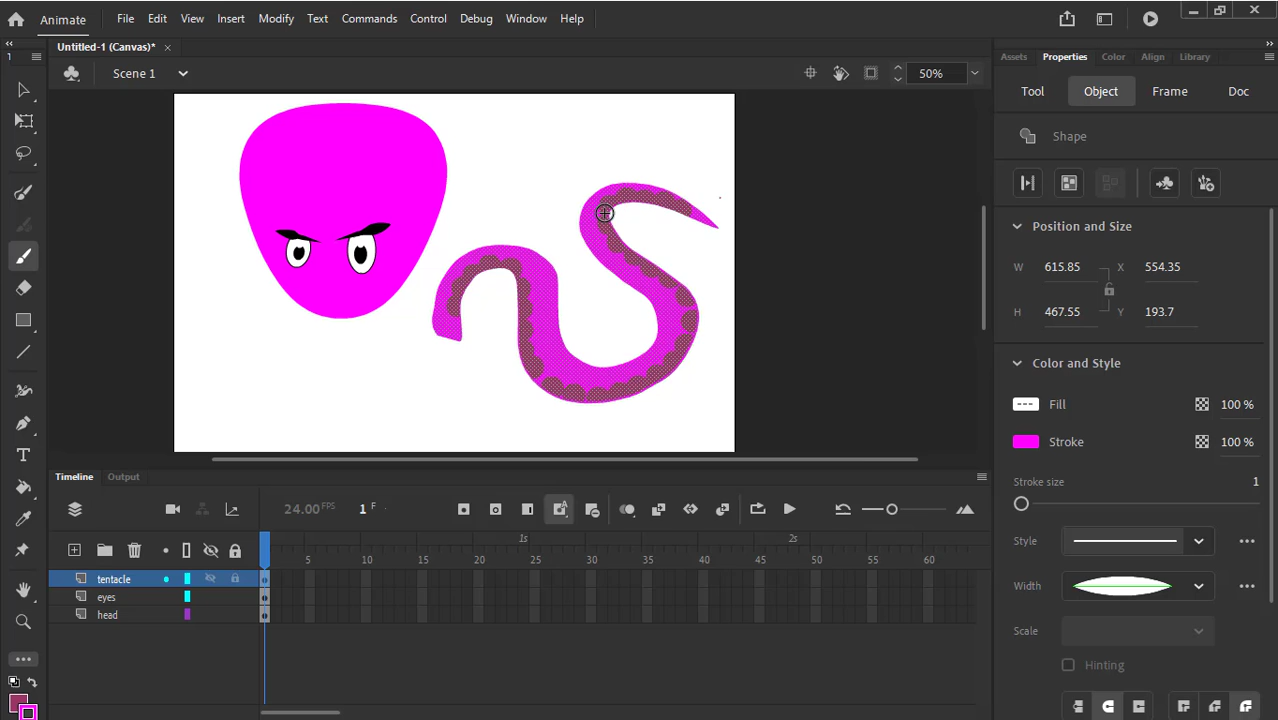 Animate File Edit View Insert Modify Text Commands Control Debug Window Help
1 Untitled-1 (Canvas)* × Assets Properties Color Align Library
Scene 1 50%
Tool Object Frame Doc
Shape
Position and Size
W 615.85 X 554.35
H 467.55 Y 193.7
Color and Style
Fill 100 %
Stroke 100 %
Stroke size 1
Style
Width
Scale
Hinting
Timeline Output
24.00 FPS 1 F
1s 2s
5 10 15 20 25 30 35 40 45 50 55 60
tentacle
eyes
head